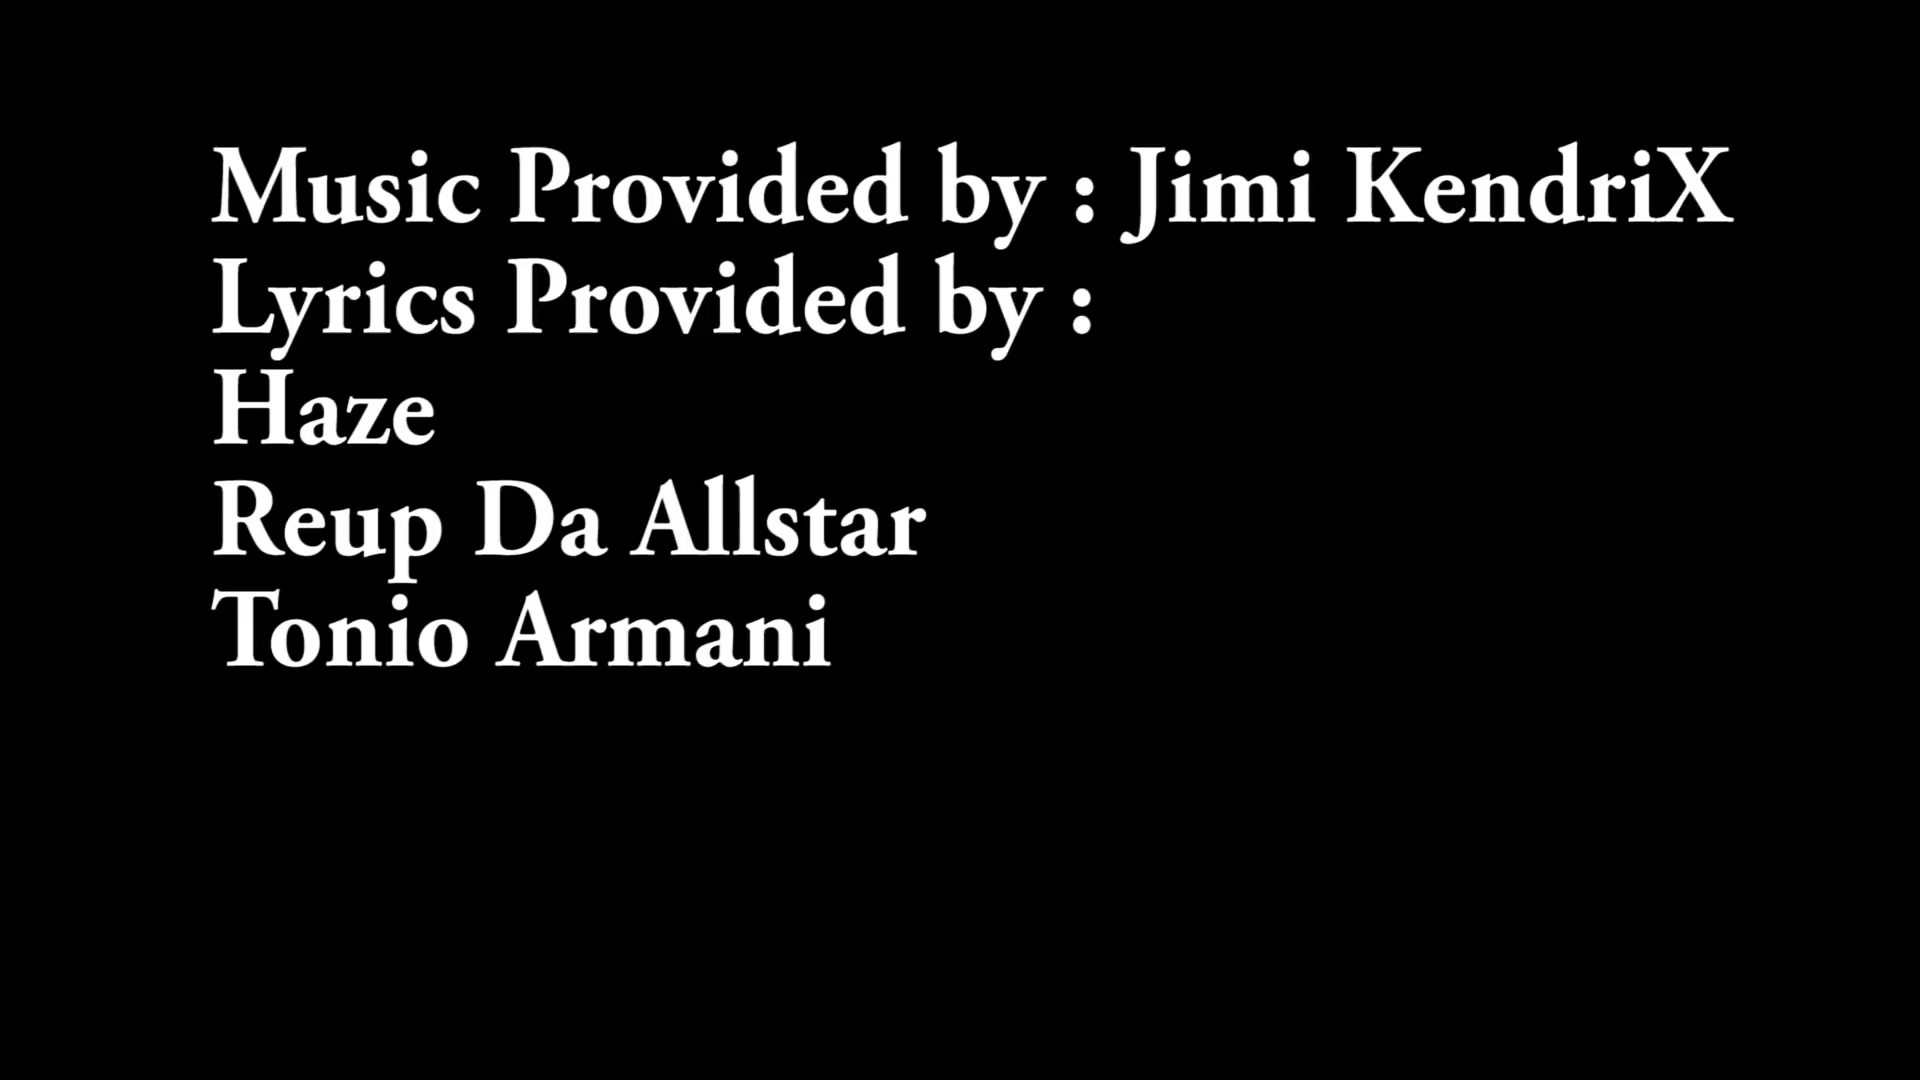 Music Provided by : Jimi KendriX
Lyrics Provided by :
Haze
Reup Da Allstar
Tonio Armani